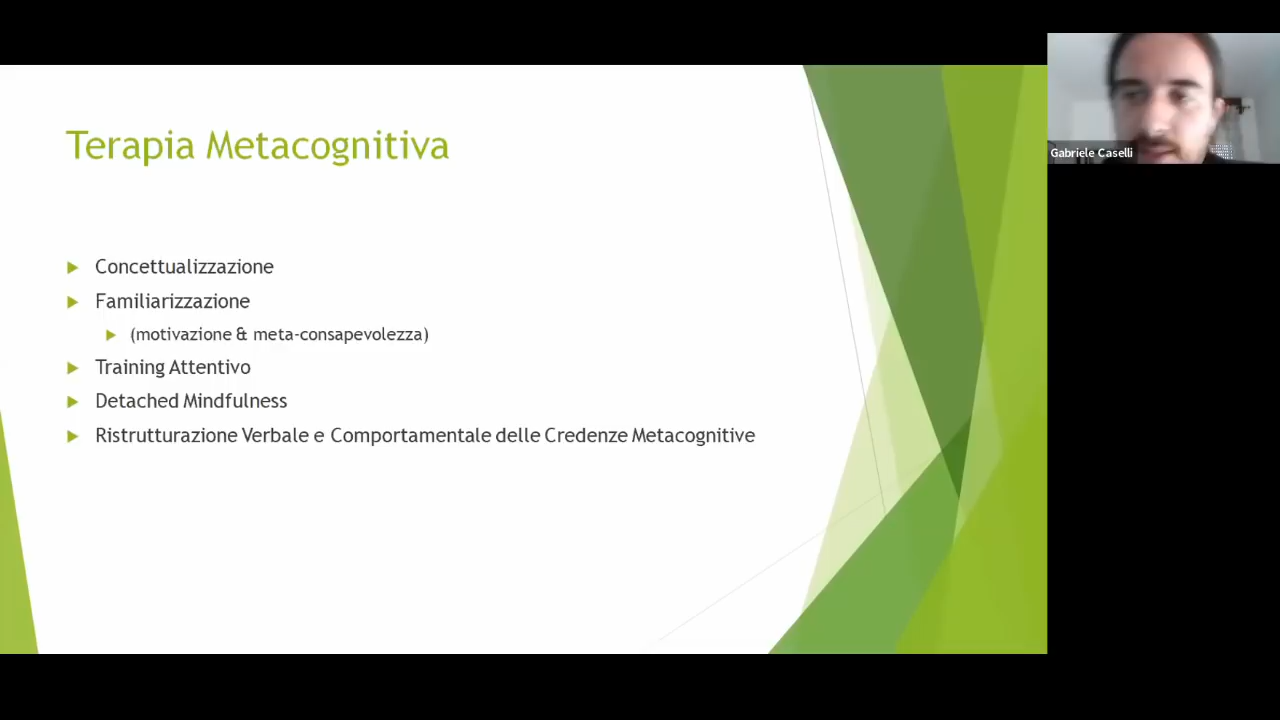 Terapia Metacognitiva
Concettualizzazione
Familiarizzazione
(motivazione & meta-consapevolezza)
Training Attentivo
Detached Mindfulness
Ristrutturazione Verbale e Comportamentale delle Credenze Metacognitive
Gabriele Caselli